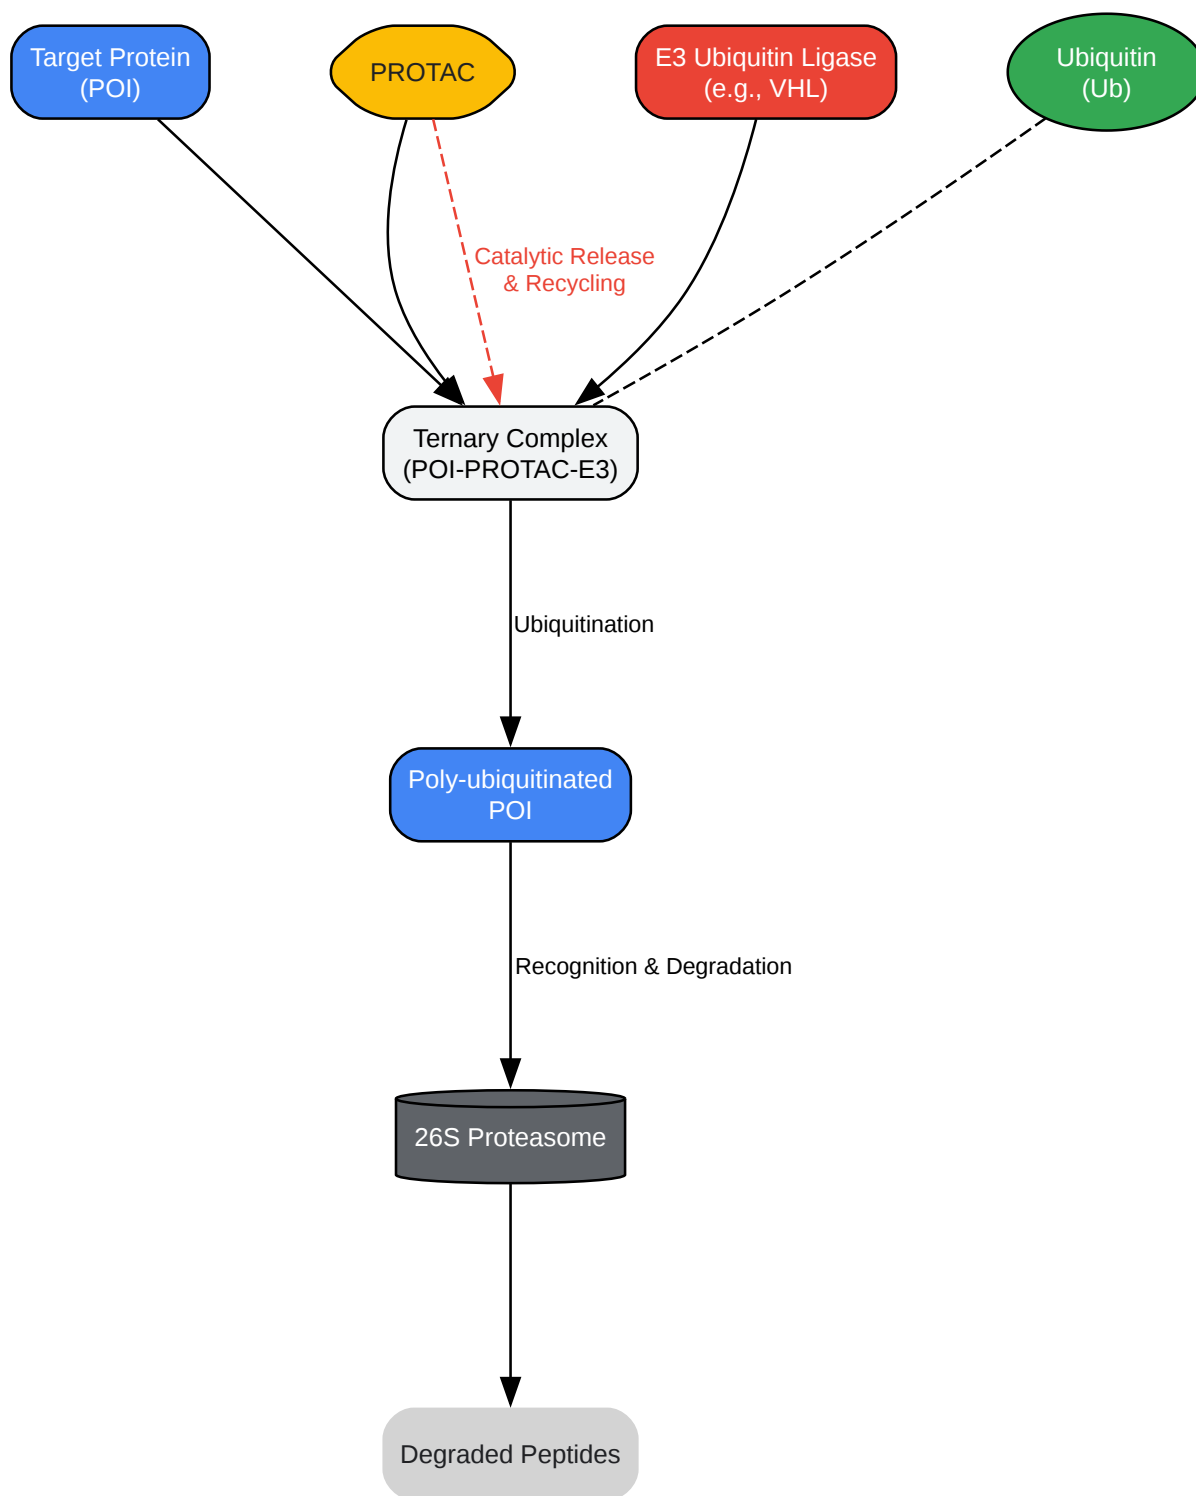 Target Protein
(POI)
PROTAC
E3 Ubiquitin Ligase
(e.g., VHL)
Ubiquitin
(Ub)
Catalytic Release
& Recycling
Ternary Complex
(POI-PROTAC-E3)
Ubiquitination
Poly-ubiquitinated
POI
Recognition & Degradation
26S Proteasome
Degraded Peptides